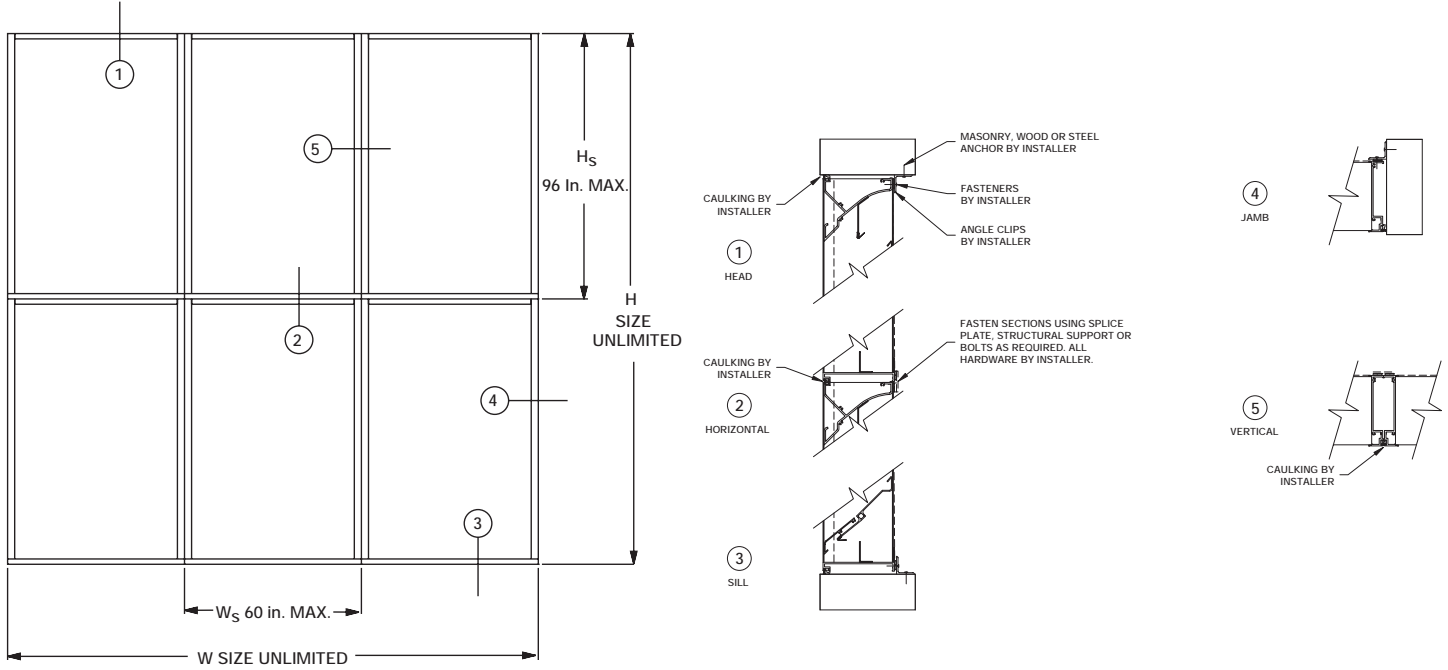 1
5
2
4
3
HS
96 In. MAX.
H
SIZE
UNLIMITED
WS 60 in. MAX.
W SIZE UNLIMITED
MASONRY, WOOD OR STEEL
ANCHOR BY INSTALLER
CAULKING BY
INSTALLER
FASTENERS
BY INSTALLER
ANGLE CLIPS
BY INSTALLER
1
HEAD
FASTEN SECTIONS USING SPLICE
PLATE, STRUCTURAL SUPPORT OR
BOLTS AS REQUIRED. ALL
HARDWARE BY INSTALLER.
CAULKING BY
INSTALLER
2
HORIZONTAL
3
SILL
4
JAMB
5
VERTICAL
CAULKING BY
INSTALLER